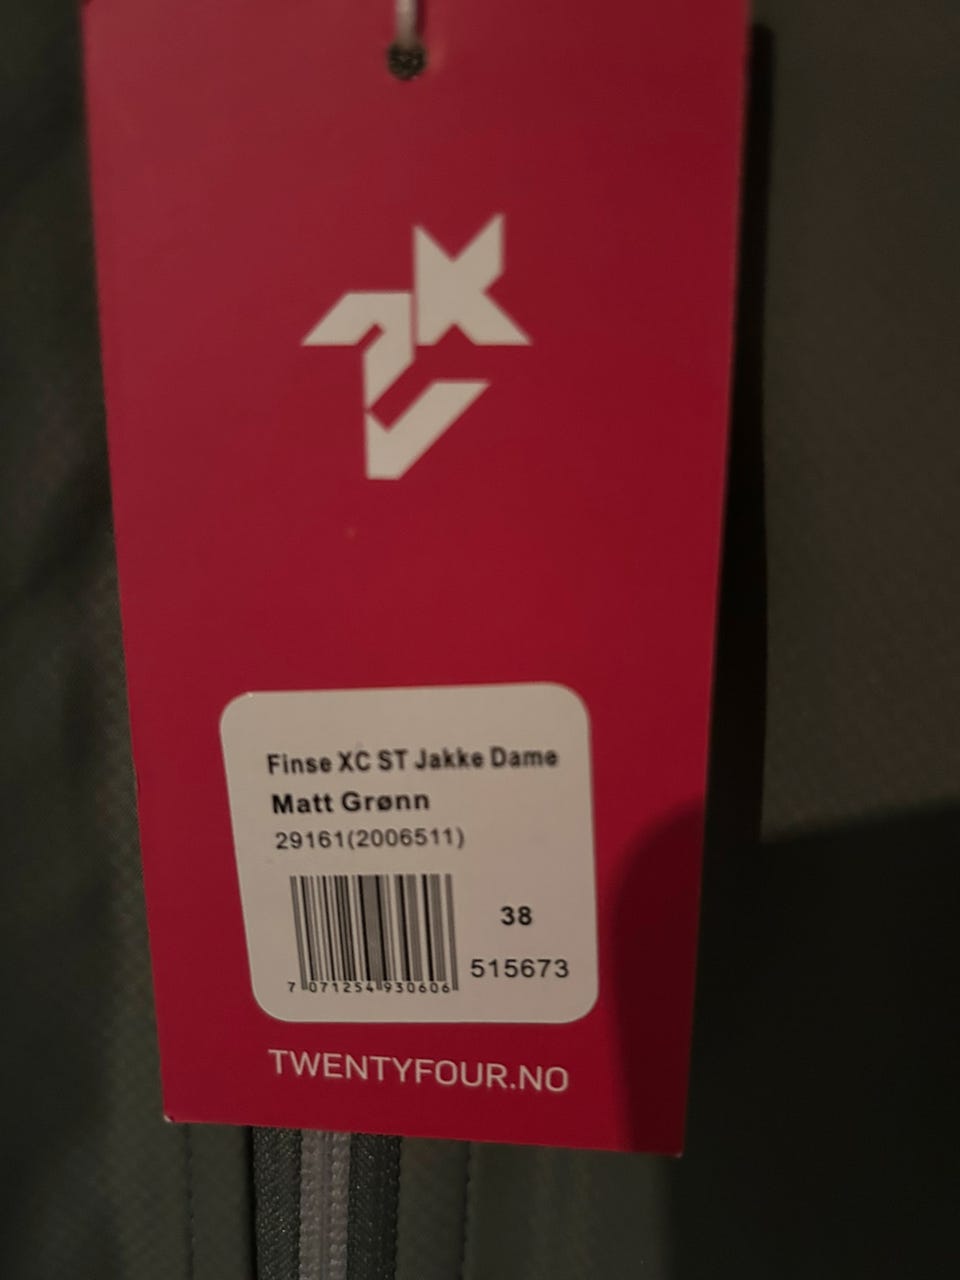 Finse XC ST Jakke Dame
Matt Grønn
29161(2006511)
38
515673
7 071254 930606
TWENTYFOUR.NO